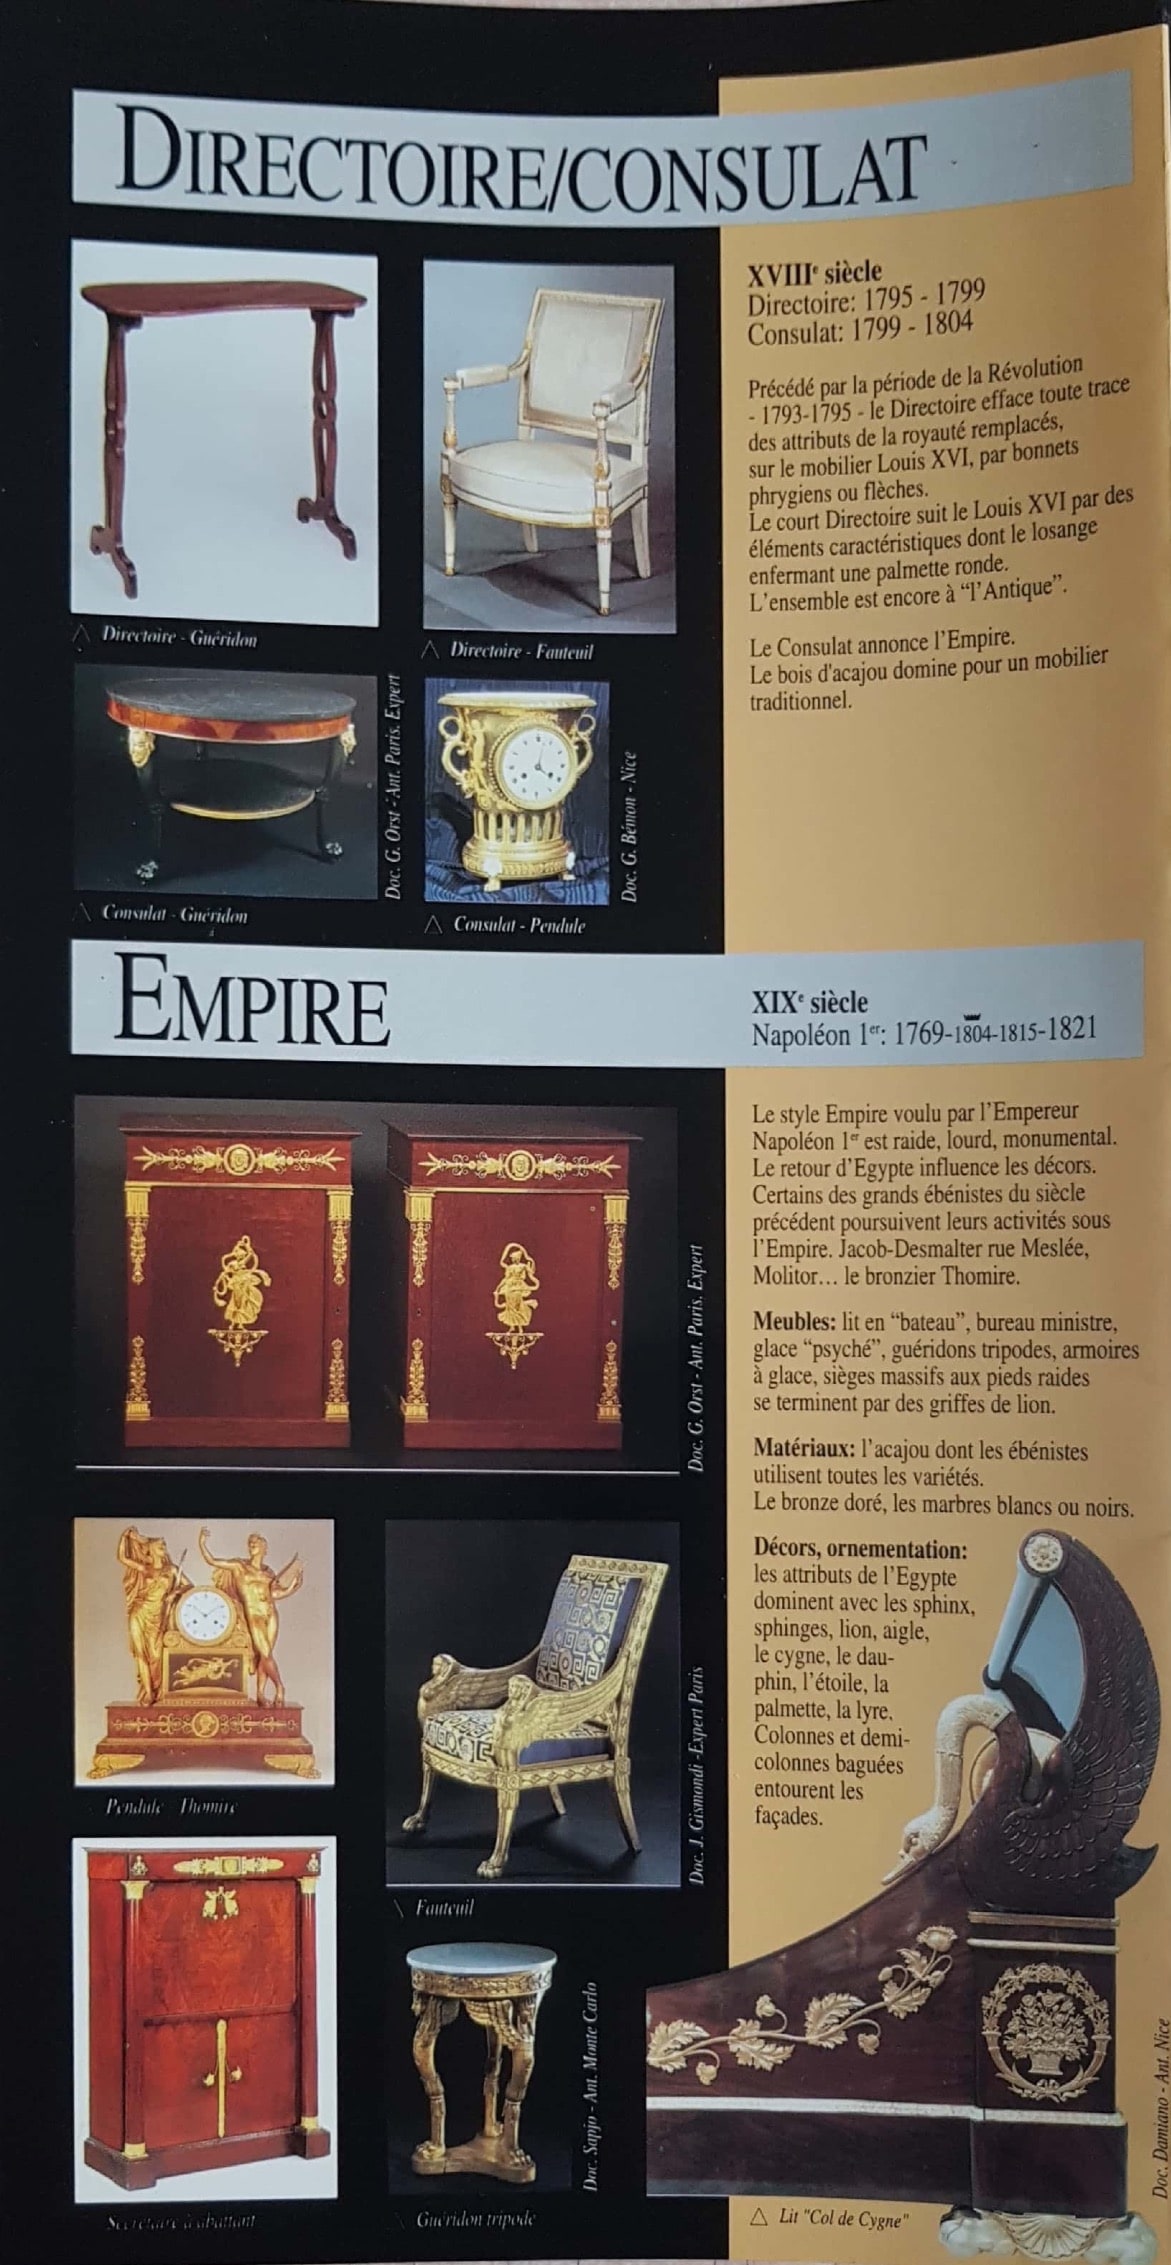 DIRECTOIRE/CONSULAT
XVIIIe siècle
Directoire: 1795 - 1799
Consulat: 1799 - 1804
Précédé par la période de la Révolution
- 1793-1795 - le Directoire efface toute trace
des attributs de la royauté remplacés,
sur le mobilier Louis XVI, par bonnets
phrygiens ou flèches.
Le court Directoire suit le Louis XVI par des
éléments caractéristiques dont le losange
enfermant une palmette ronde.
L'ensemble est encore à "l'Antique".
Le Consulat annonce l'Empire.
Le bois d'acajou domine pour un mobilier
traditionnel.
△ Directoire - Guéridon
△ Directoire - Fauteuil
Doc. G. Orst - Ant. Paris. Expert
Doc. G. Bémon - Nice
△ Consulat - Guéridon
△ Consulat - Pendule
EMPIRE
XIXe siècle
Napoléon 1er: 1769-1804-1815-1821
Le style Empire voulu par l'Empereur
Napoléon 1er est raide, lourd, monumental.
Le retour d'Egypte influence les décors.
Certains des grands ébénistes du siècle
précédent poursuivent leurs activités sous
l'Empire. Jacob-Desmalter rue Meslée,
Molitor... le bronzier Thomire.
Meubles: lit en "bateau", bureau ministre,
glace "psyché", guéridons tripodes, armoires
à glace, sièges massifs aux pieds raides
se terminent par des griffes de lion.
Matériaux: l'acajou dont les ébénistes
utilisent toutes les variétés.
Le bronze doré, les marbres blancs ou noirs.
Décors, ornementation:
les attributs de l'Egypte
dominent avec les sphinx,
sphinges, lion, aigle,
le cygne, le dau-
phin, l'étoile, la
palmette, la lyre.
Colonnes et demi-
colonnes baguées
entourent les
façades.
Doc. G. Orst - Ant. Paris. Expert
Pendule - Thomire
Doc. J. Gismondi -Expert Paris
Fauteuil
Doc. Sapjo - Ant. Monte Carlo
Secrétaire à abattant
Guéridon tripode
△ Lit "Col de Cygne"
Doc. Damiano - Ant. Nice